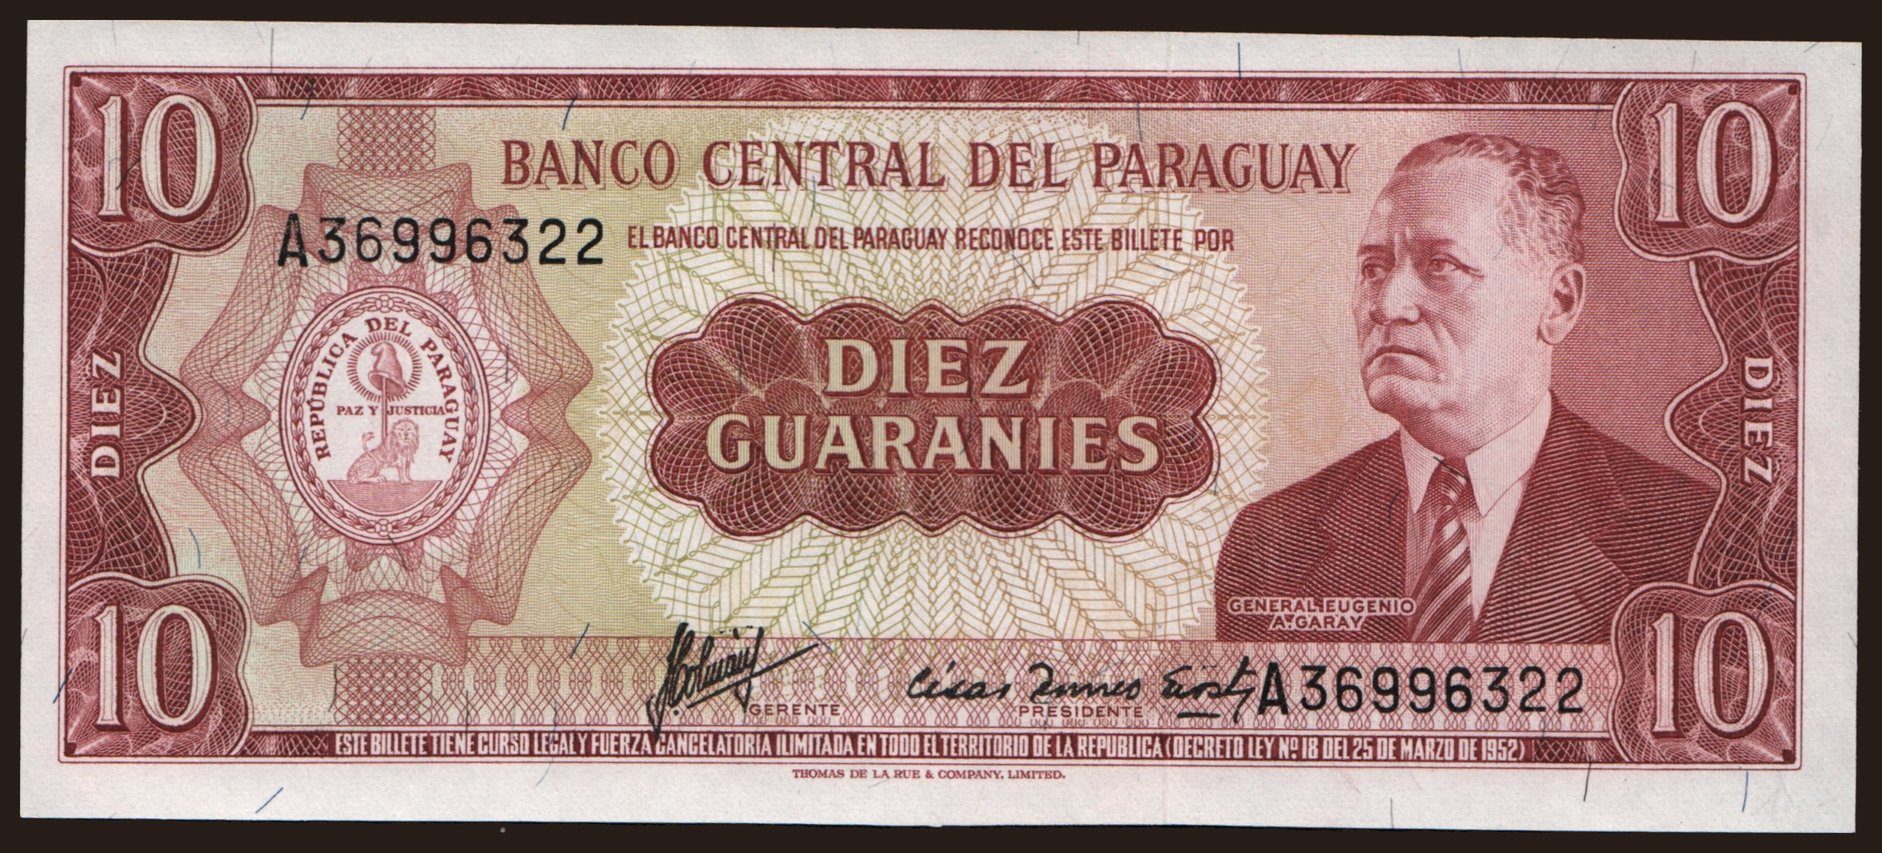 10
10
BANCO CENTRAL DEL PARAGUAY
A36996322
EL BANCO CENTRAL DEL PARAGUAY RECONOCE ESTE BILLETE POR
REPÚBLICA DEL PARAGUAY
PAZ Y JUSTICIA
DIEZ
DIEZ
GUARANIES
DIEZ
GENERAL EUGENIO
A. GARAY
10
10
A36996322
GERENTE
PRESIDENTE
ESTE BILLETE TIENE CURSO LEGAL Y FUERZA CANCELATORIA ILIMITADA EN TODO EL TERRITORIO DE LA REPUBLICA (DECRETO LEY Nº 18 DEL 25 DE MARZO DE 1952)
THOMAS DE LA RUE & COMPANY, LIMITED.